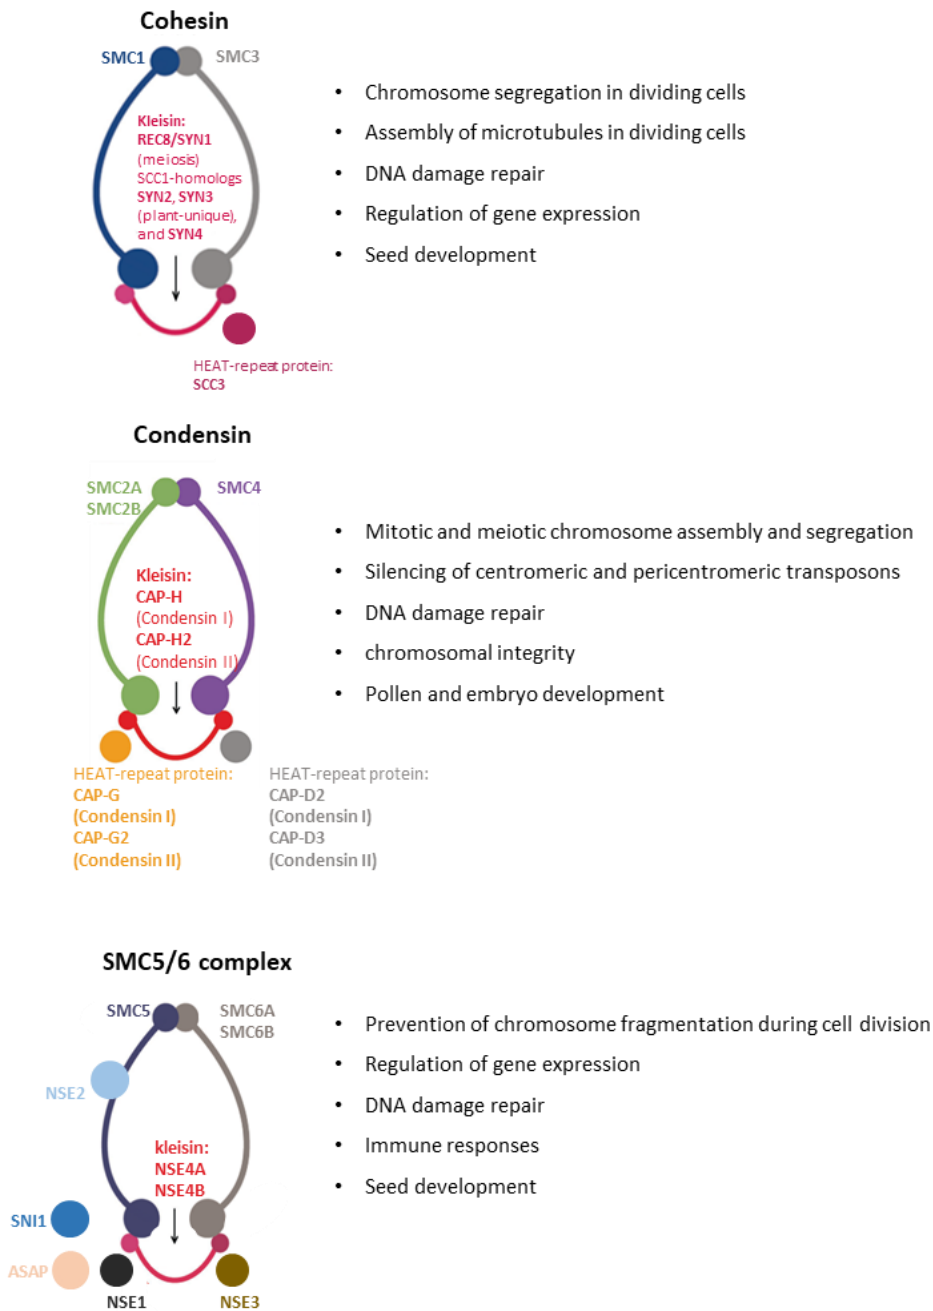 Cohesin
SMC1
SMC3
Kleisin:
REC8/SYN1
(meiosis)
SCC1-homologs
SYN2, SYN3
(plant-unique),
and SYN4
HEAT-repeat protein:
SCC3
• Chromosome segregation in dividing cells
• Assembly of microtubules in dividing cells
• DNA damage repair
• Regulation of gene expression
• Seed development
Condensin
SMC2A
SMC2B
SMC4
Kleisin:
CAP-H
(Condensin I)
CAP-H2
(Condensin II)
HEAT-repeat protein:
CAP-G
(Condensin I)
CAP-G2
(Condensin II)
HEAT-repeat protein:
CAP-D2
(Condensin I)
CAP-D3
(Condensin II)
• Mitotic and meiotic chromosome assembly and segregation
• Silencing of centromeric and pericentromeric transposons
• DNA damage repair
• chromosomal integrity
• Pollen and embryo development
SMC5/6 complex
SMC5
SMC6A
SMC6B
NSE2
kleisin:
NSE4A
NSE4B
SNI1
ASAP
NSE1
NSE3
• Prevention of chromosome fragmentation during cell division
• Regulation of gene expression
• DNA damage repair
• Immune responses
• Seed development